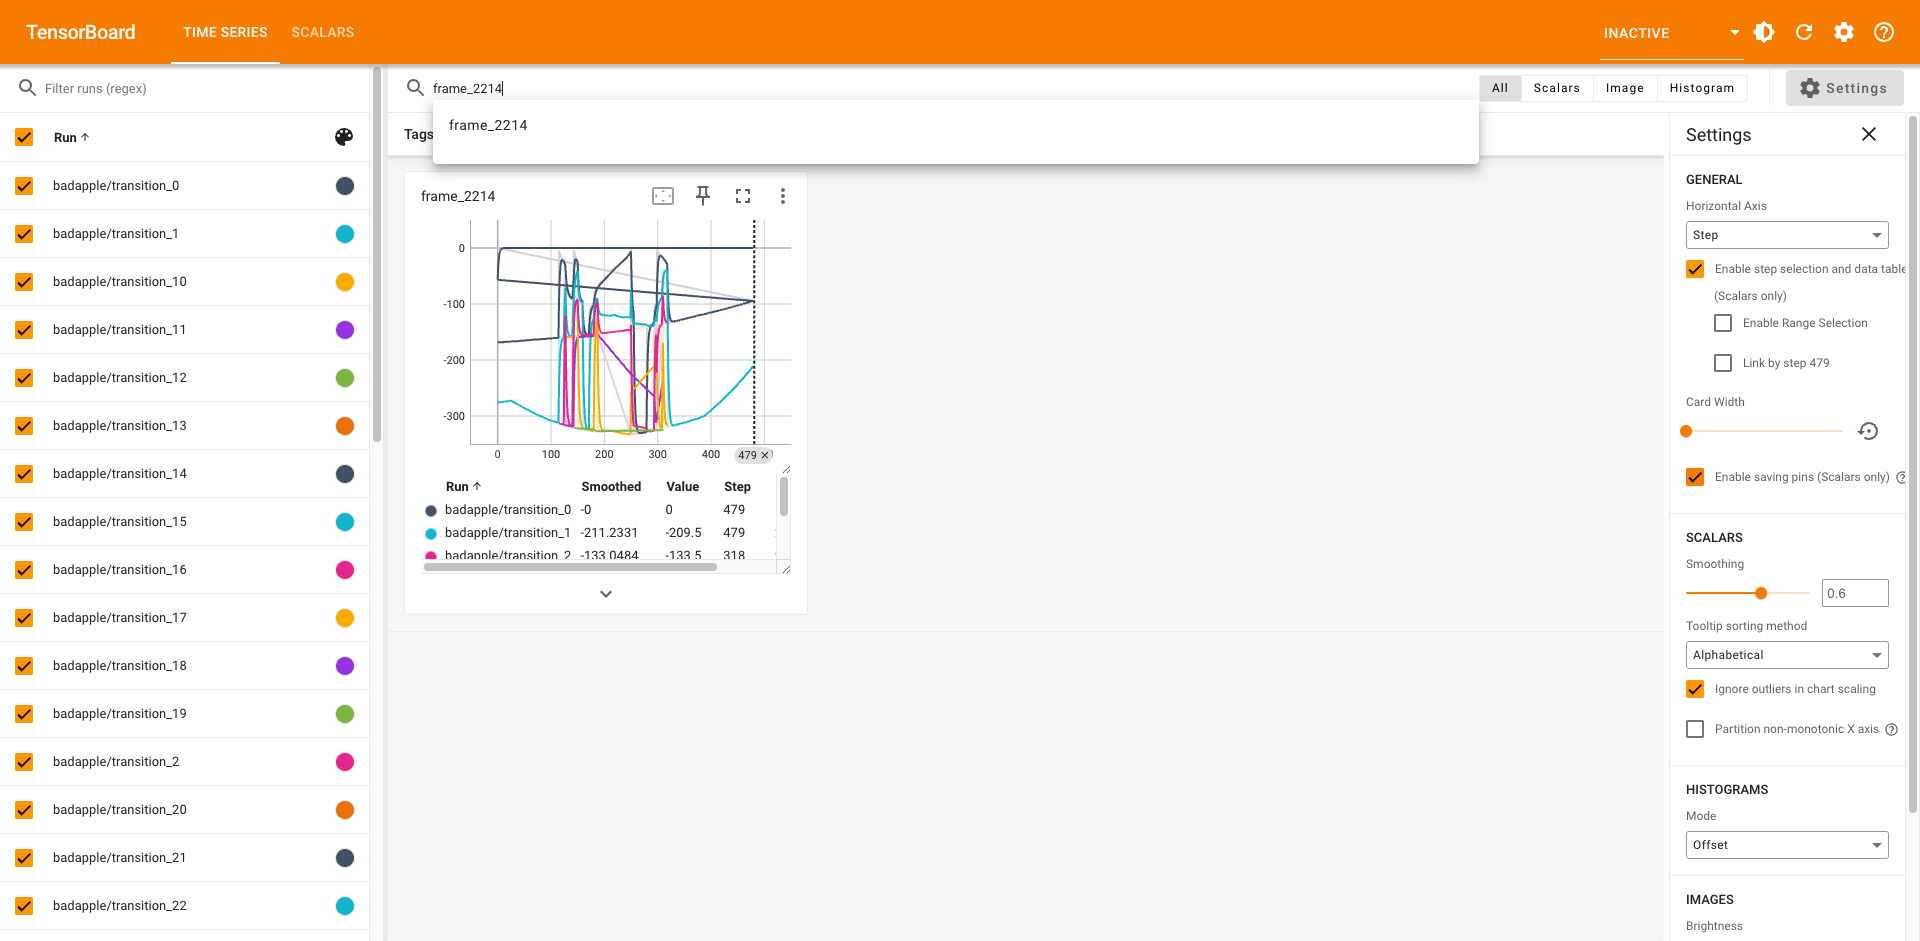 TensorBoard
TIME SERIES
SCALARS
INACTIVE
Filter runs (regex)
frame_2214
All
Scalars
Image
Histogram
Settings
Run
badapple/transition_0
badapple/transition_1
badapple/transition_10
badapple/transition_11
badapple/transition_12
badapple/transition_13
badapple/transition_14
badapple/transition_15
badapple/transition_16
badapple/transition_17
badapple/transition_18
badapple/transition_19
badapple/transition_2
badapple/transition_20
badapple/transition_21
badapple/transition_22
frame_2214
Tags
frame_2214
0
-100
-200
-300
0 100 200 300 400 479
Run Smoothed Value Step
badapple/transition_0 -0 0 479
badapple/transition_1 -211.2331 -209.5 479
badapple/transition_2 -133.0484 -133.5 318
Settings
GENERAL
Horizontal Axis
Step
Enable step selection and data table
(Scalars only)
Enable Range Selection
Link by step 479
Card Width
Enable saving pins (Scalars only)
SCALARS
Smoothing
0.6
Tooltip sorting method
Alphabetical
Ignore outliers in chart scaling
Partition non-monotonic X axis
HISTOGRAMS
Mode
Offset
IMAGES
Brightness